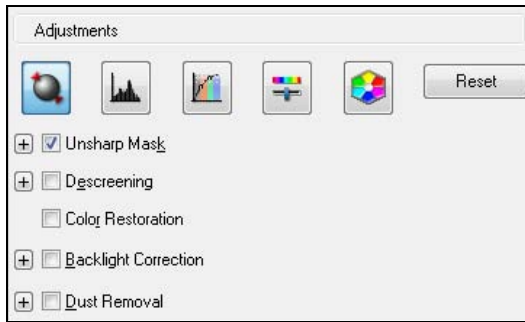 Adjustments
Reset
Unsharp Mask
Descreening
Color Restoration
Backlight Correction
Dust Removal